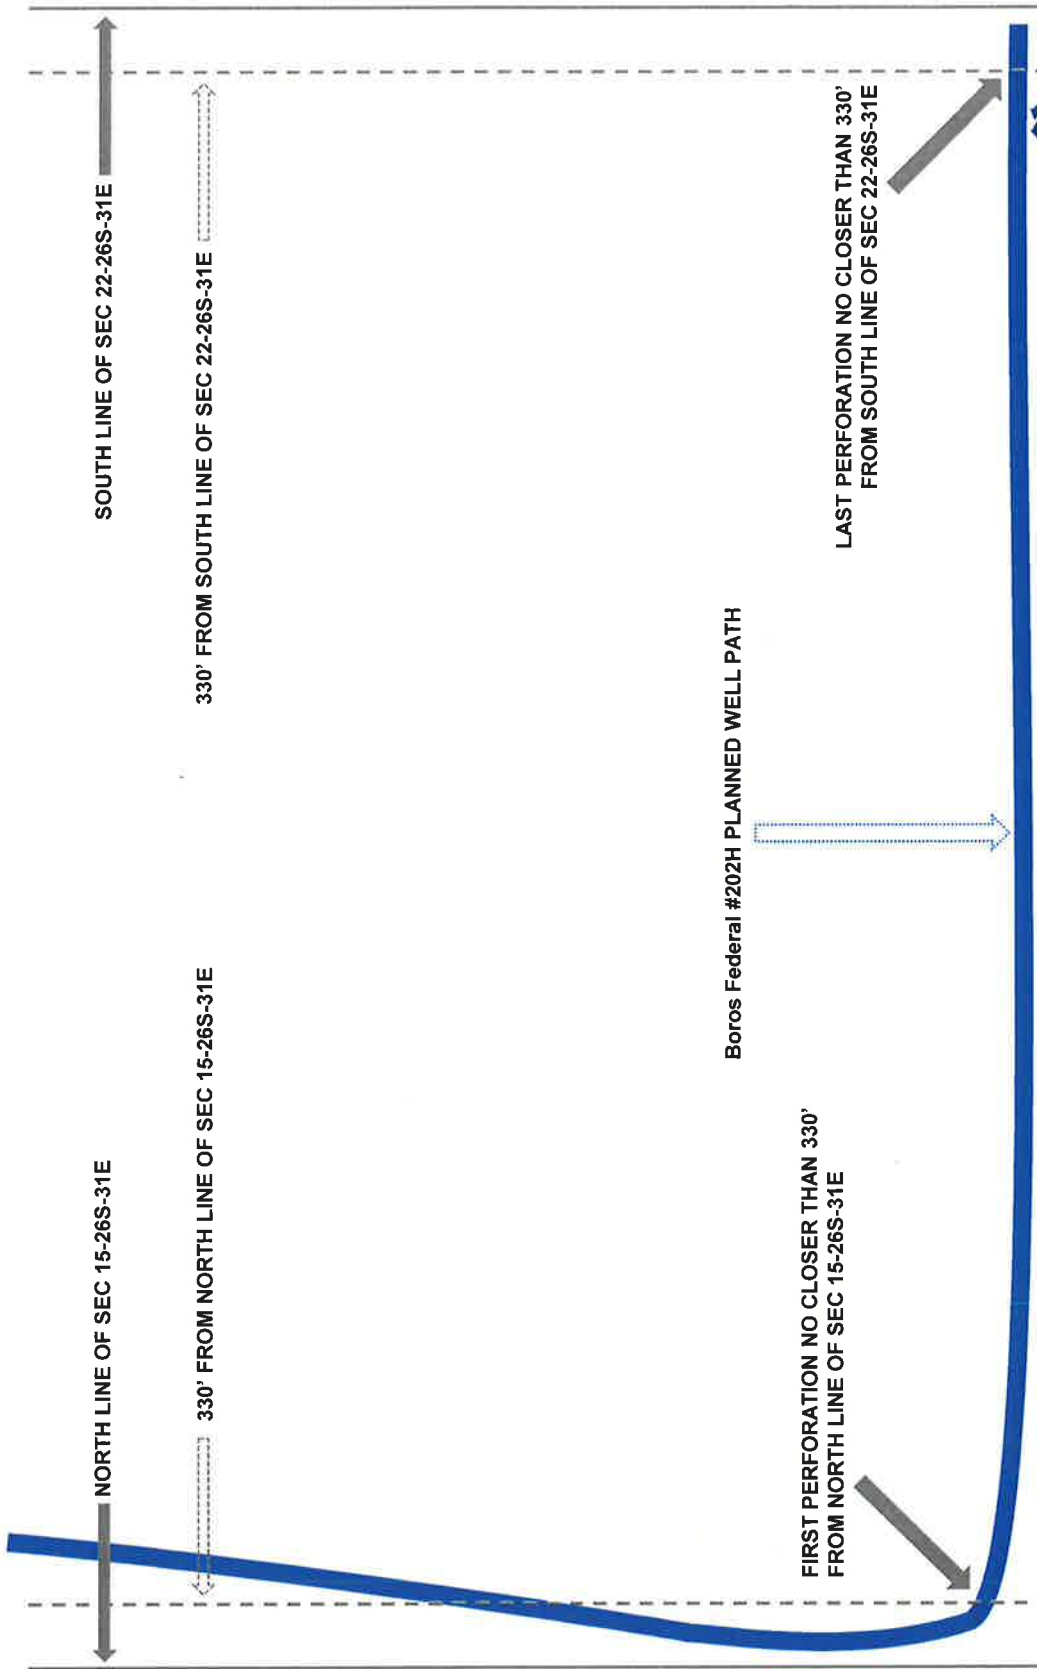 NORTH LINE OF SEC 15-26S-31E
SOUTH LINE OF SEC 22-26S-31E
330' FROM NORTH LINE OF SEC 15-26S-31E
330' FROM SOUTH LINE OF SEC 22-26S-31E
Boros Federal #202H PLANNED WELL PATH
FIRST PERFORATION NO CLOSER THAN 330'
FROM NORTH LINE OF SEC 15-26S-31E
LAST PERFORATION NO CLOSER THAN 330'
FROM SOUTH LINE OF SEC 22-26S-31E